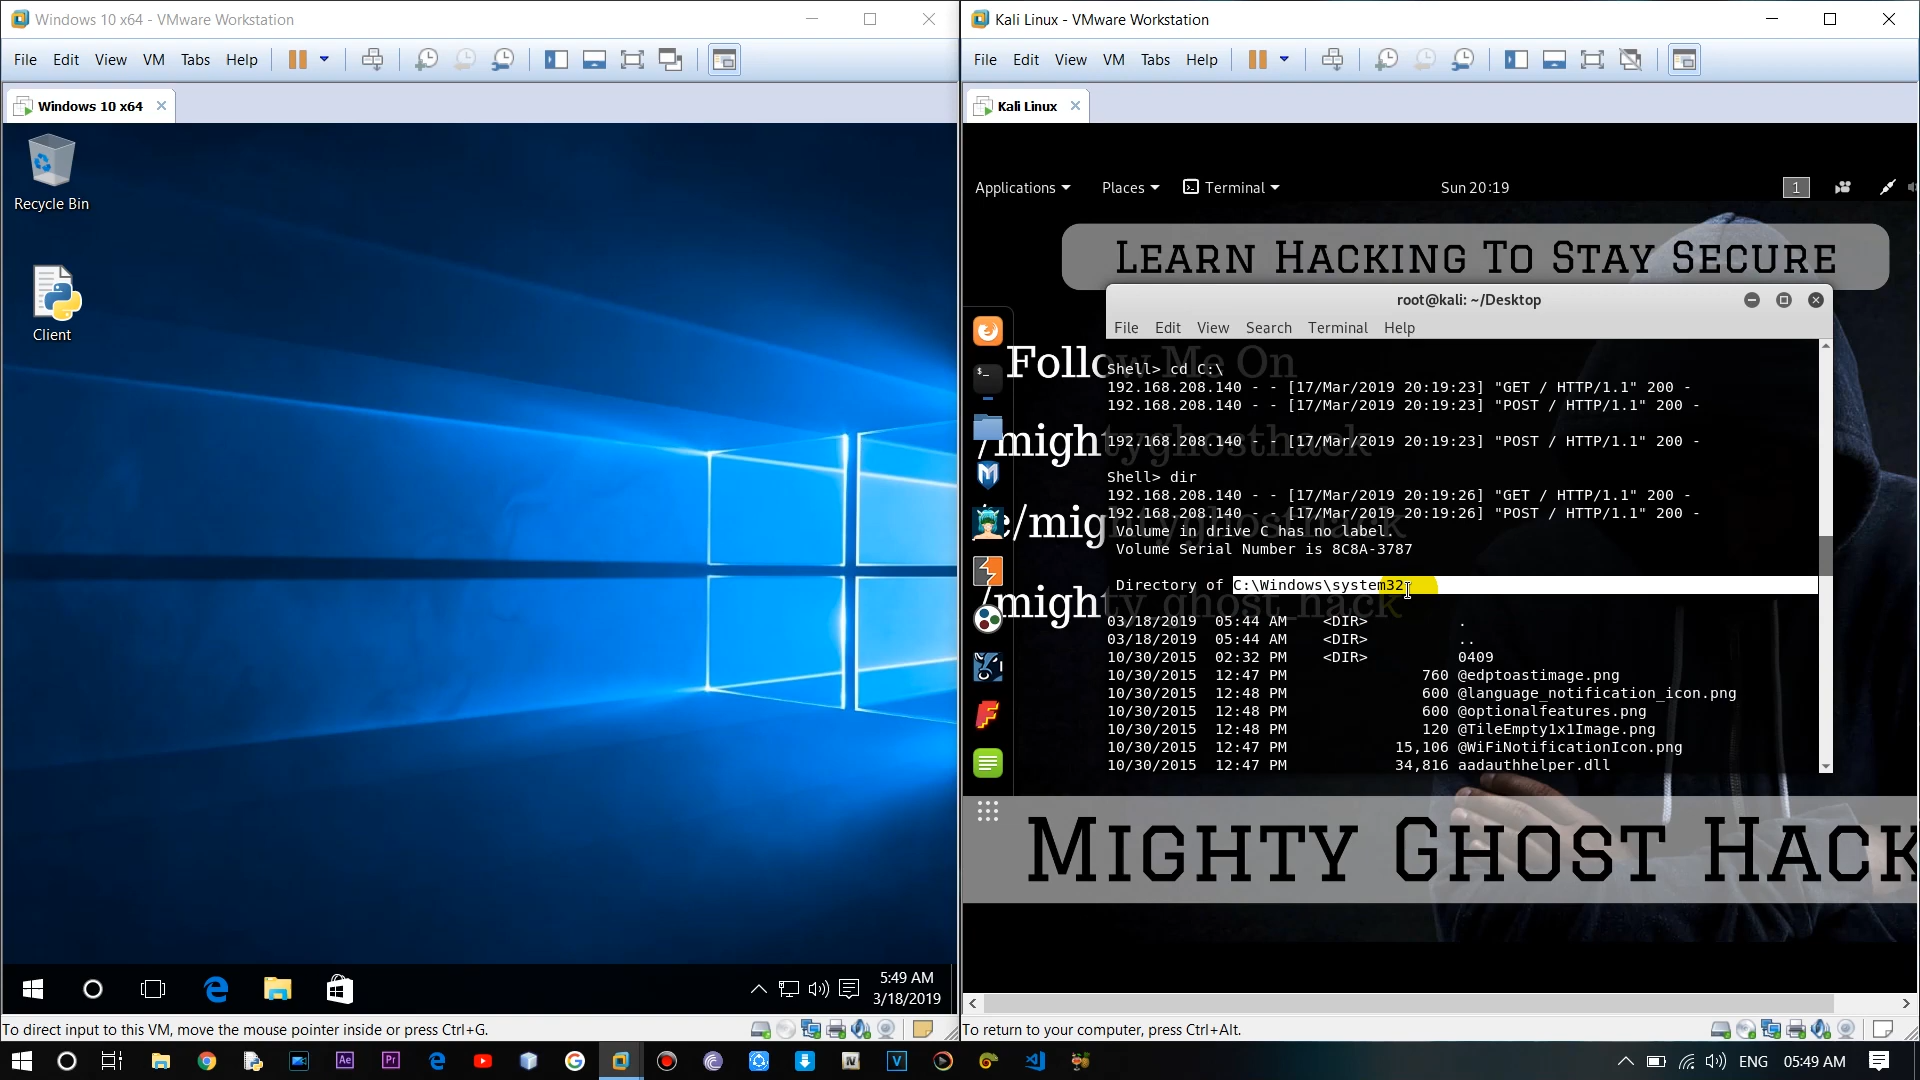 Windows 10 x64 - VMware Workstation
File Edit View VM Tabs Help
Windows 10 x64
Recycle Bin
Client
5:49 AM
3/18/2019
To direct input to this VM, move the mouse pointer inside or press Ctrl+G.
Kali Linux - VMware Workstation
File Edit View VM Tabs Help
Kali Linux
Applications Places Terminal Sun 20:19 1
Learn Hacking To Stay Secure
root@kali: ~/Desktop
File Edit View Search Terminal Help
Follow Me On
/mightyghosthack
/c/mightyghosthack
/mighty_ghost_hack
Shell> cd C:\
192.168.208.140 - - [17/Mar/2019 20:19:23] "GET / HTTP/1.1" 200 -
192.168.208.140 - - [17/Mar/2019 20:19:23] "POST / HTTP/1.1" 200 -
192.168.208.140 - - [17/Mar/2019 20:19:23] "POST / HTTP/1.1" 200 -
Shell> dir
192.168.208.140 - - [17/Mar/2019 20:19:26] "GET / HTTP/1.1" 200 -
192.168.208.140 - - [17/Mar/2019 20:19:26] "POST / HTTP/1.1" 200 -
Volume in drive C has no label.
Volume Serial Number is 8C8A-3787
Directory of C:\Windows\system32
03/18/2019 05:44 AM <DIR> .
03/18/2019 05:44 AM <DIR> ..
10/30/2015 02:32 PM <DIR> 0409
10/30/2015 12:47 PM 760 @edptoastimage.png
10/30/2015 12:48 PM 600 @language_notification_icon.png
10/30/2015 12:48 PM 600 @optionalfeatures.png
10/30/2015 12:48 PM 120 @TileEmpty1x1Image.png
10/30/2015 12:47 PM 15,106 @WiFiNotificationIcon.png
10/30/2015 12:47 PM 34,816 aadauthhelper.dll
Mighty Ghost Hack
To return to your computer, press Ctrl+Alt.
Ae Pr V ENG 05:49 AM